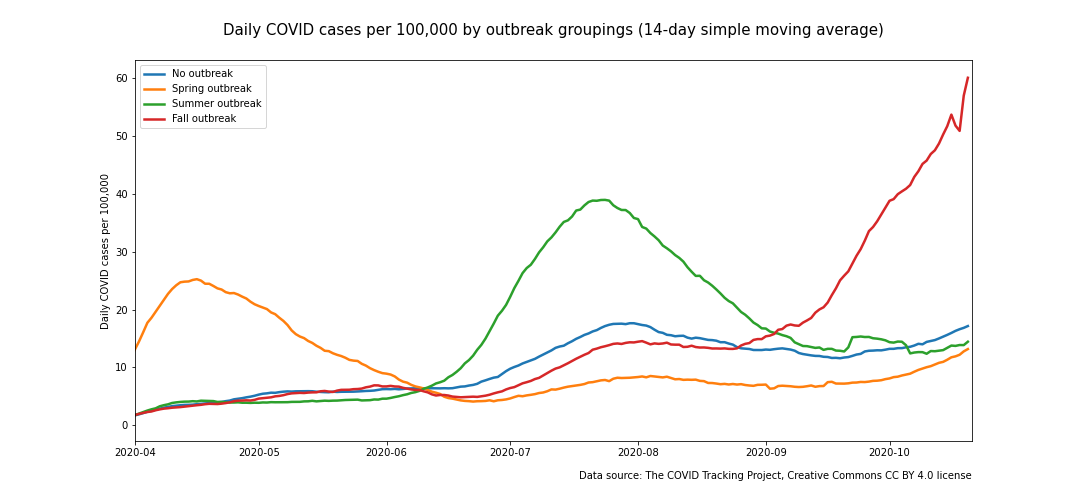 Daily COVID cases per 100,000 by outbreak groupings (14-day simple moving average)
No outbreak
Spring outbreak
Summer outbreak
Fall outbreak
Daily COVID cases per 100,000
60
50
40
30
20
10
0
2020-04 2020-05 2020-06 2020-07 2020-08 2020-09 2020-10
Data source: The COVID Tracking Project, Creative Commons CC BY 4.0 license